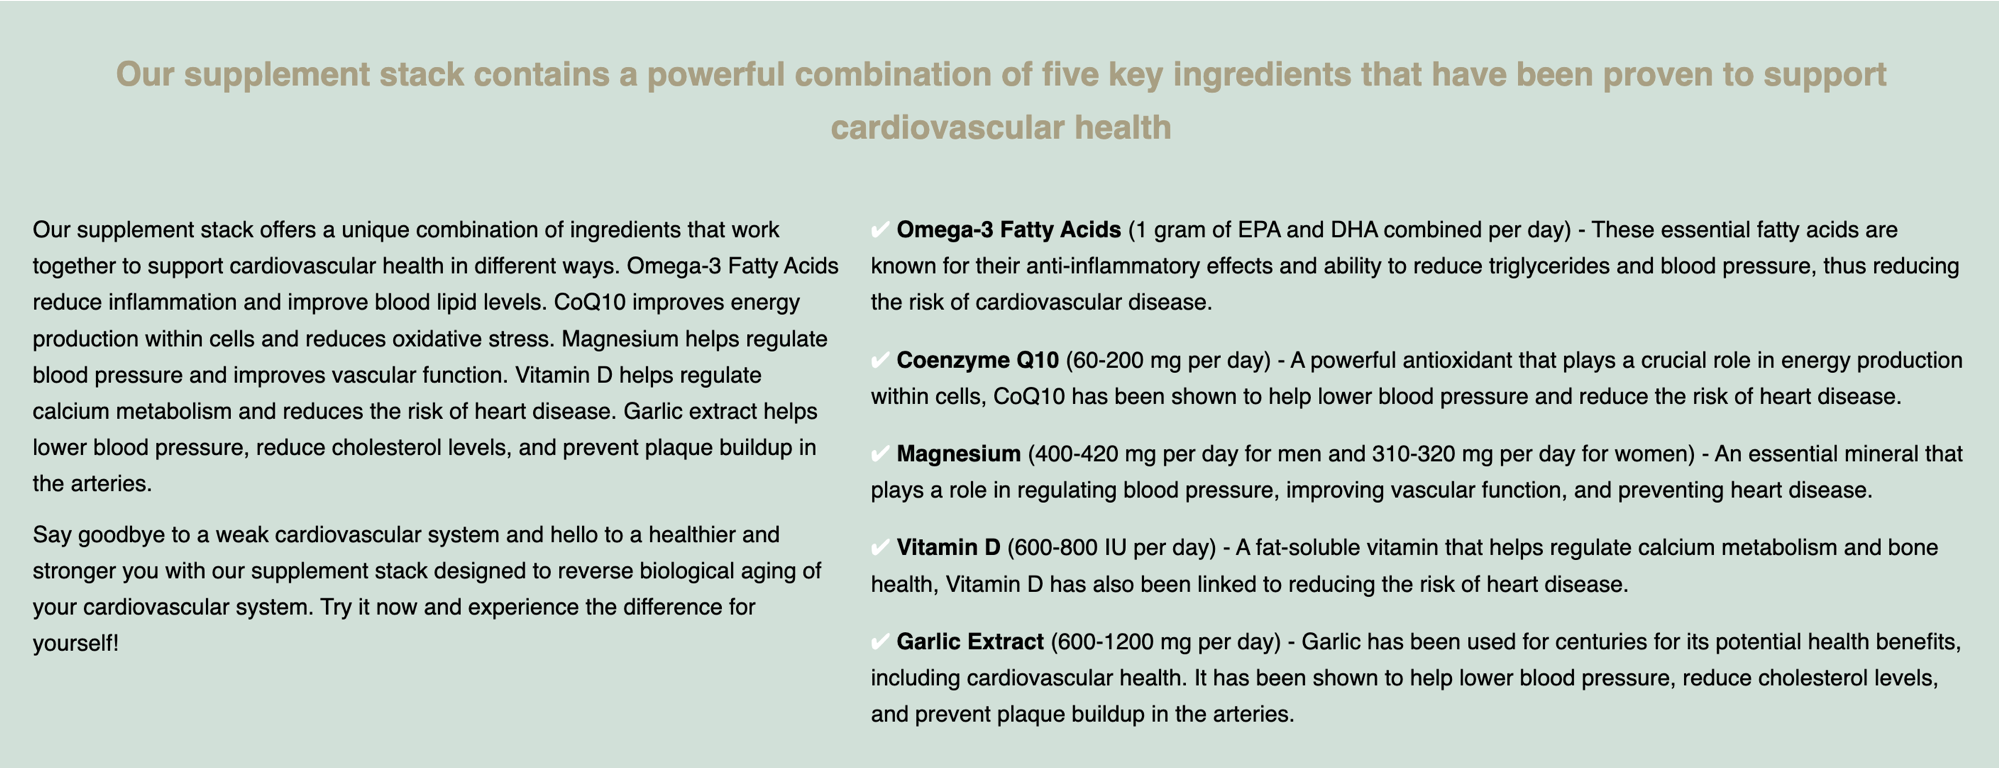 Our supplement stack contains a powerful combination of five key ingredients that have been proven to support
cardiovascular health
Our supplement stack offers a unique combination of ingredients that work
together to support cardiovascular health in different ways. Omega-3 Fatty Acids
reduce inflammation and improve blood lipid levels. CoQ10 improves energy
production within cells and reduces oxidative stress. Magnesium helps regulate
blood pressure and improves vascular function. Vitamin D helps regulate
calcium metabolism and reduces the risk of heart disease. Garlic extract helps
lower blood pressure, reduce cholesterol levels, and prevent plaque buildup in
the arteries.
Say goodbye to a weak cardiovascular system and hello to a healthier and
stronger you with our supplement stack designed to reverse biological aging of
your cardiovascular system. Try it now and experience the difference for
yourself!
✔ Omega-3 Fatty Acids (1 gram of EPA and DHA combined per day) - These essential fatty acids are
known for their anti-inflammatory effects and ability to reduce triglycerides and blood pressure, thus reducing
the risk of cardiovascular disease.
✔ Coenzyme Q10 (60-200 mg per day) - A powerful antioxidant that plays a crucial role in energy production
within cells, CoQ10 has been shown to help lower blood pressure and reduce the risk of heart disease.
✔ Magnesium (400-420 mg per day for men and 310-320 mg per day for women) - An essential mineral that
plays a role in regulating blood pressure, improving vascular function, and preventing heart disease.
✔ Vitamin D (600-800 IU per day) - A fat-soluble vitamin that helps regulate calcium metabolism and bone
health, Vitamin D has also been linked to reducing the risk of heart disease.
✔ Garlic Extract (600-1200 mg per day) - Garlic has been used for centuries for its potential health benefits,
including cardiovascular health. It has been shown to help lower blood pressure, reduce cholesterol levels,
and prevent plaque buildup in the arteries.